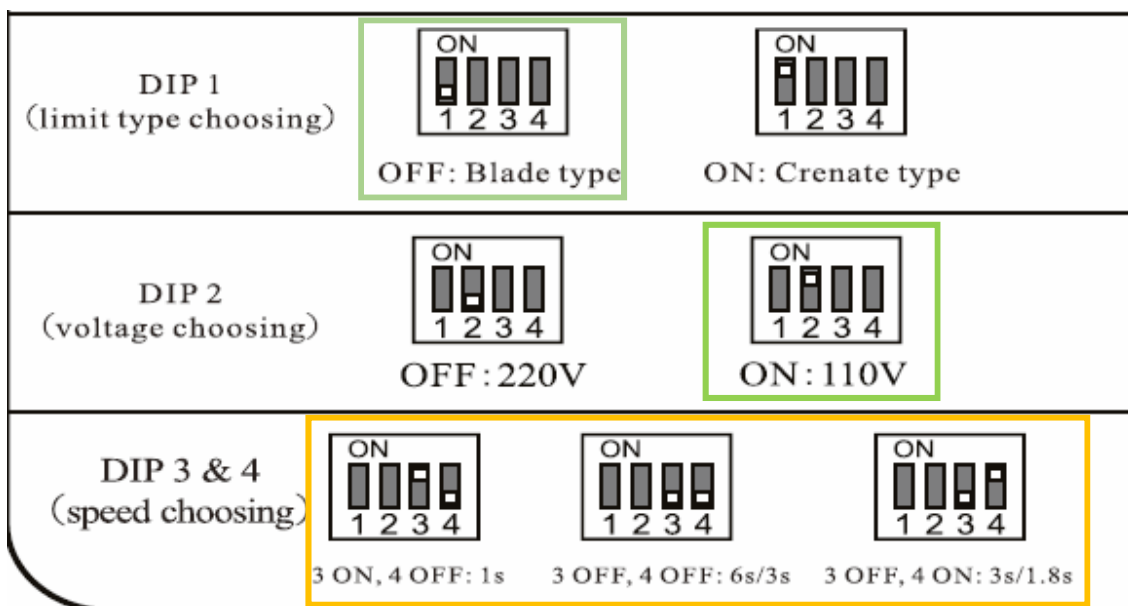 DIP 1
(limit type choosing)
ON
1 2 3 4
OFF: Blade type
ON
1 2 3 4
ON: Crenate type
DIP 2
(voltage choosing)
ON
1 2 3 4
OFF:220V
ON
1 2 3 4
ON:110V
DIP 3 & 4
(speed choosing)
ON
1 2 3 4
3 ON, 4 OFF: 1s
ON
1 2 3 4
3 OFF, 4 OFF: 6s/3s
ON
1 2 3 4
3 OFF, 4 ON: 3s/1.8s